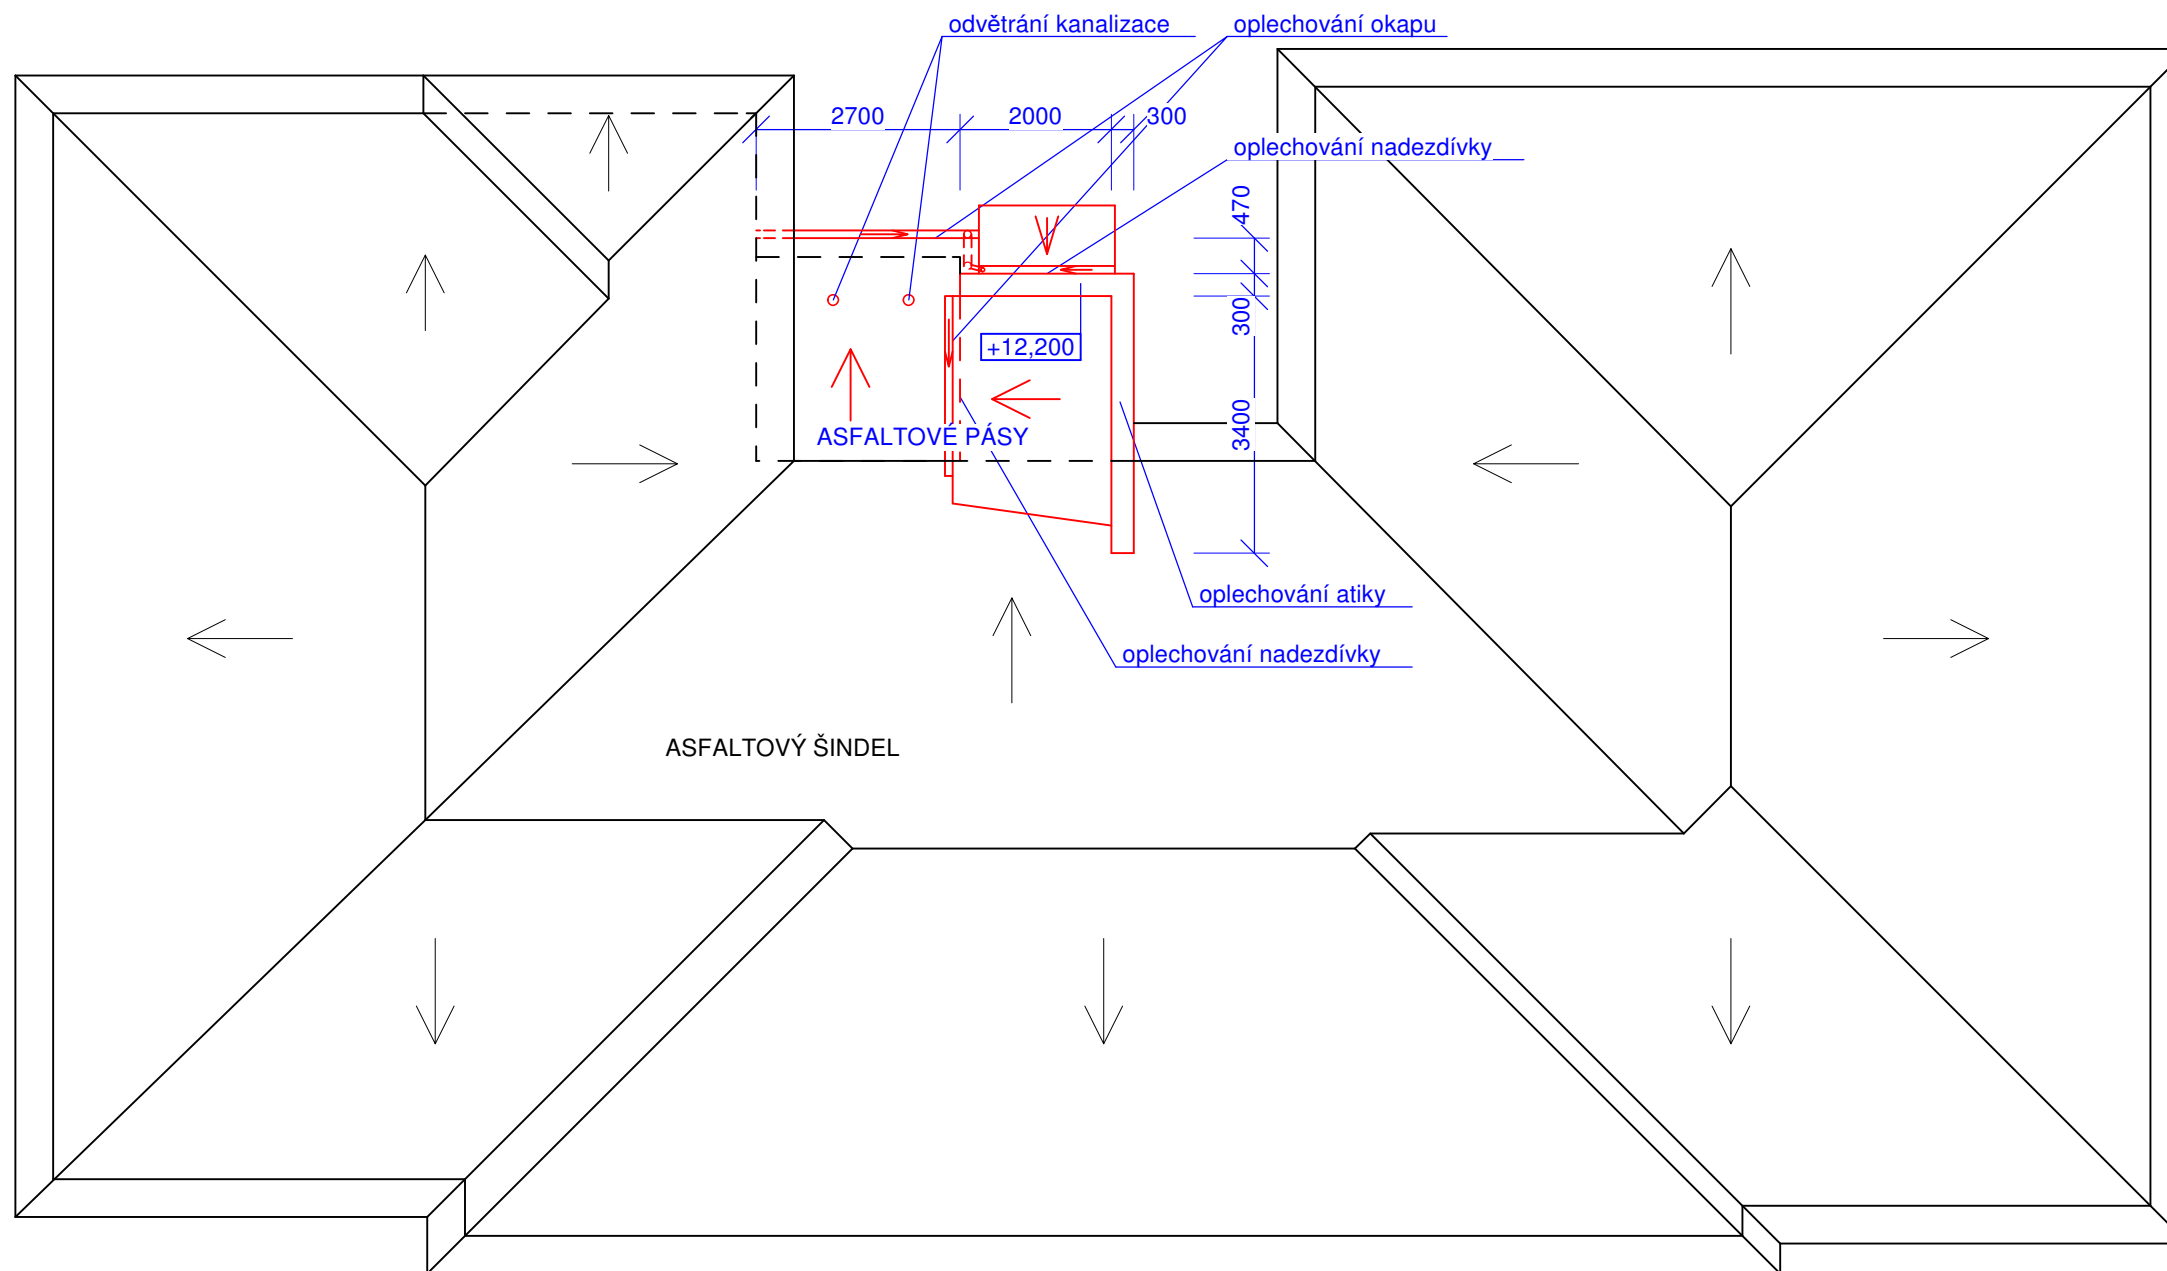 odvětrání kanalizace
oplechování okapu
2700
2000
300
oplechování nadezdívky
470
300
+12,200
3400
ASFALTOVÉ PÁSY
oplechování atiky
oplechování nadezdívky
ASFALTOVÝ ŠINDEL